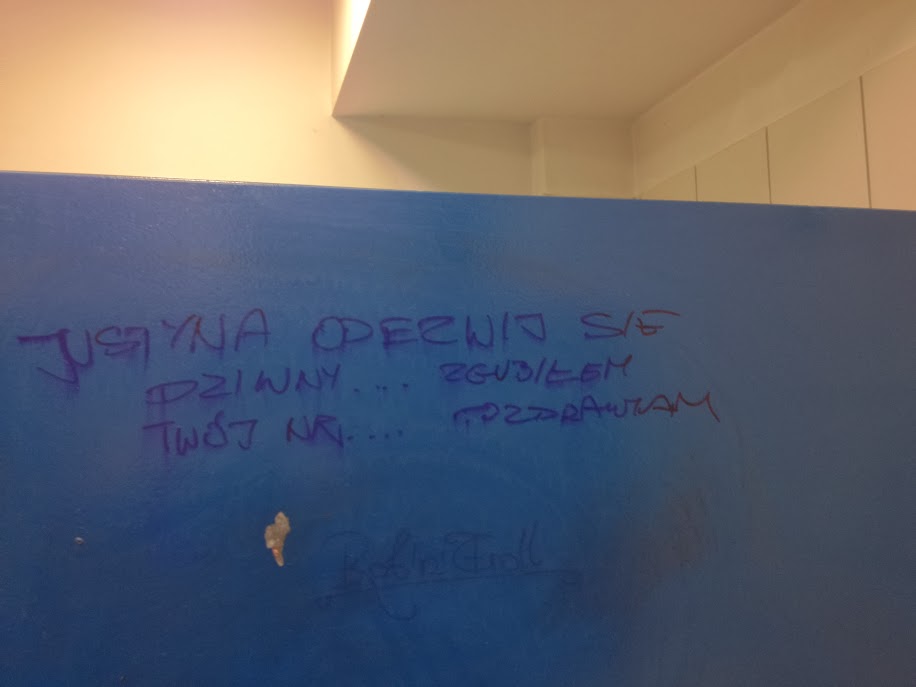 JUSTYNA ODEZWIJ SIĘ
DZIWNY.... ZGUBIŁEM
TWÓJ NR.... POZDRAWIAM